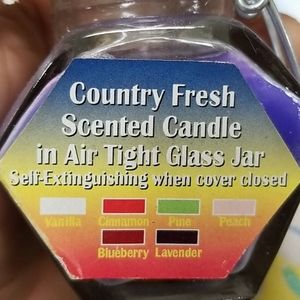 Country Fresh
Scented Candle
in Air Tight Glass Jar
Self-Extinguishing when cover closed
Vanilla Cinnamon Pine Peach
Blueberry Lavender